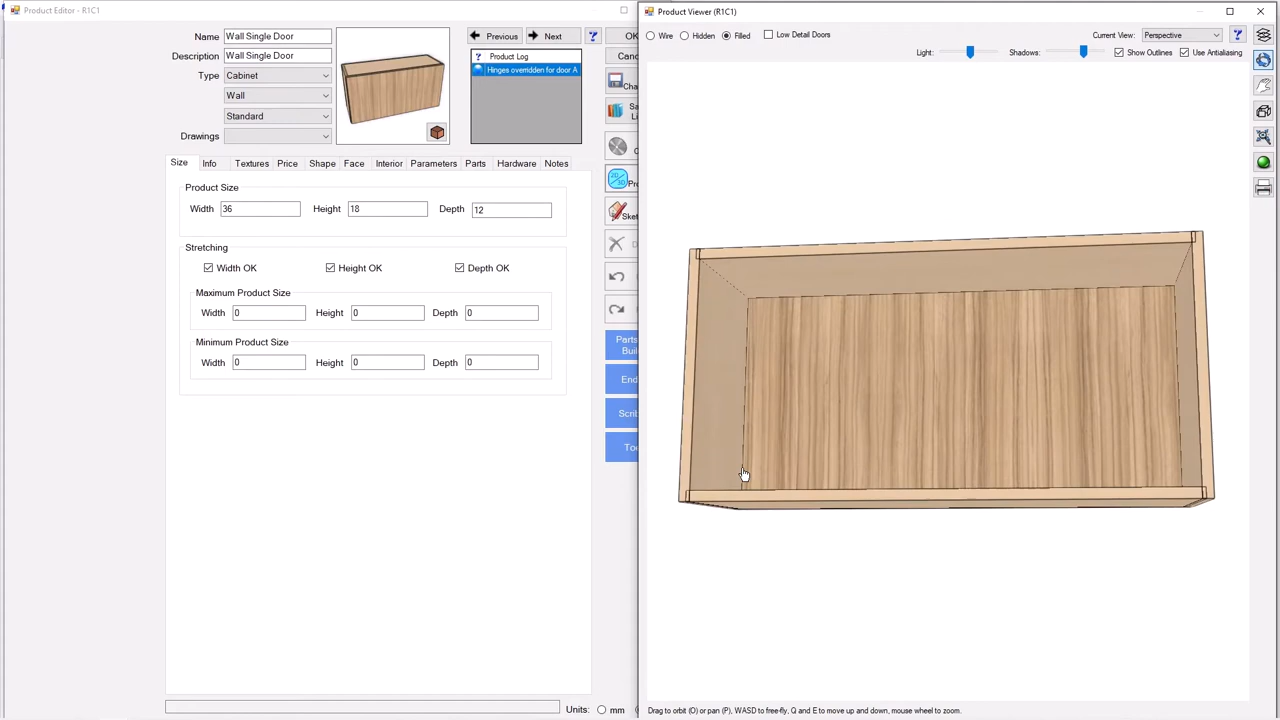 Product Editor - R1C1
Product Viewer (R1C1)
Name Wall Single Door
Previous Next ? OK
Wire Hidden Filled Low Detail Doors
Current View: Perspective ?
Description Wall Single Door
? Product Log
Hinges overridden for door A
Light: Shadows: Show Outlines Use Antialiasing
Type Cabinet
Wall
Standard
Drawings
Size Info Textures Price Shape Face Interior Parameters Parts Hardware Notes
Product Size
Width 36 Height 18 Depth 12
Stretching
Width OK Height OK Depth OK
Maximum Product Size
Width 0 Height 0 Depth 0
Minimum Product Size
Width 0 Height 0 Depth 0
Units: mm
Drag to orbit (O) or pan (P), WASD to free-fly, Q and E to move up and down, mouse wheel to zoom.